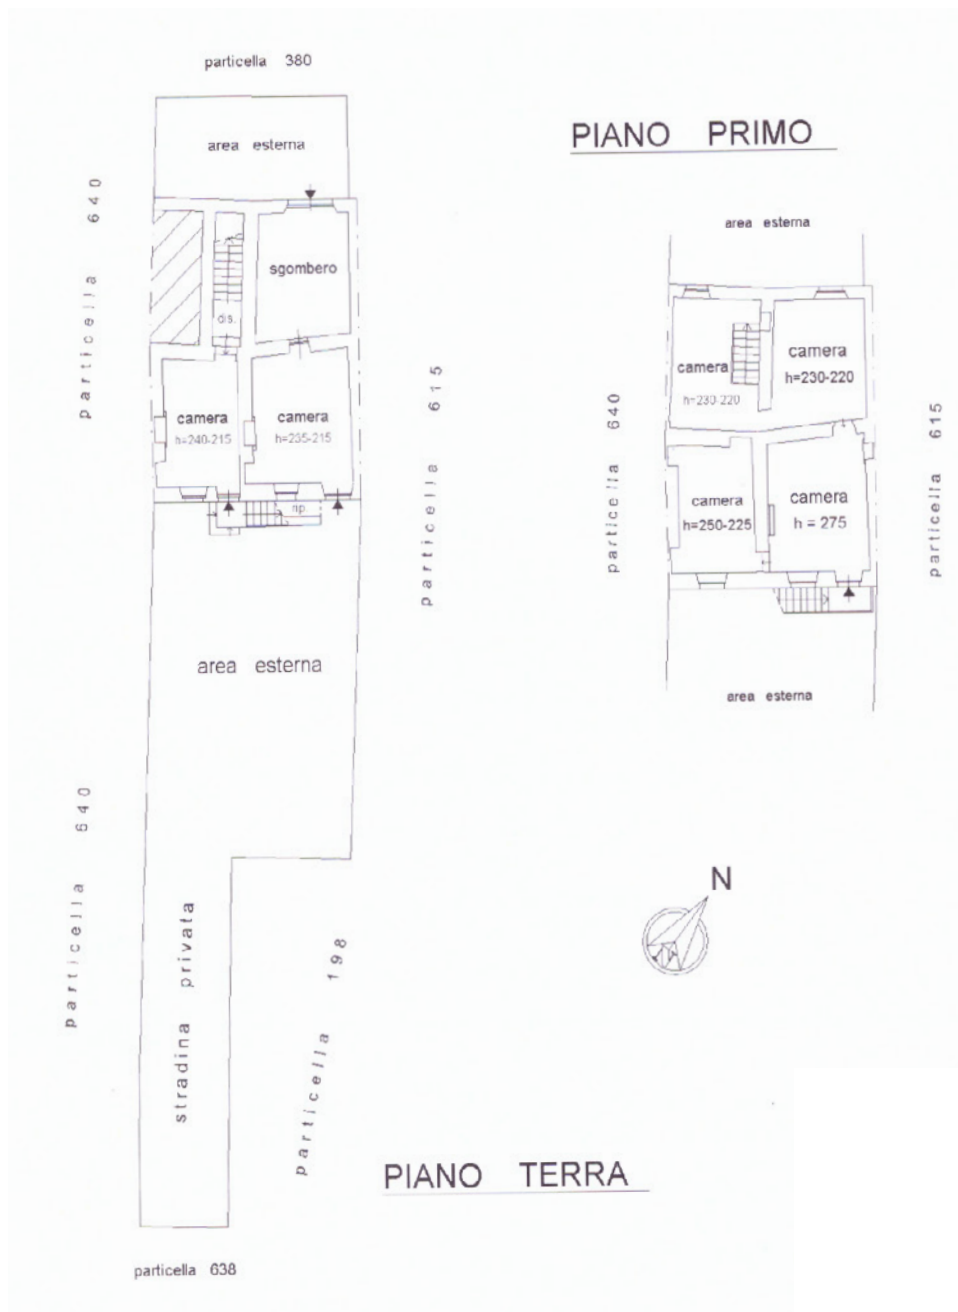 particella 380
area esterna
PIANO PRIMO
particella 640
sgombero
dis.
camera
h=240-215
camera
h=235-215
rip.
particella 615
area esterna
area esterna
camera
h=230-220
camera
h=230-220
particella 640
particella 615
camera
h=250-225
camera
h = 275
area esterna
particella 640
stradina privata
particella 198
N
PIANO TERRA
particella 638